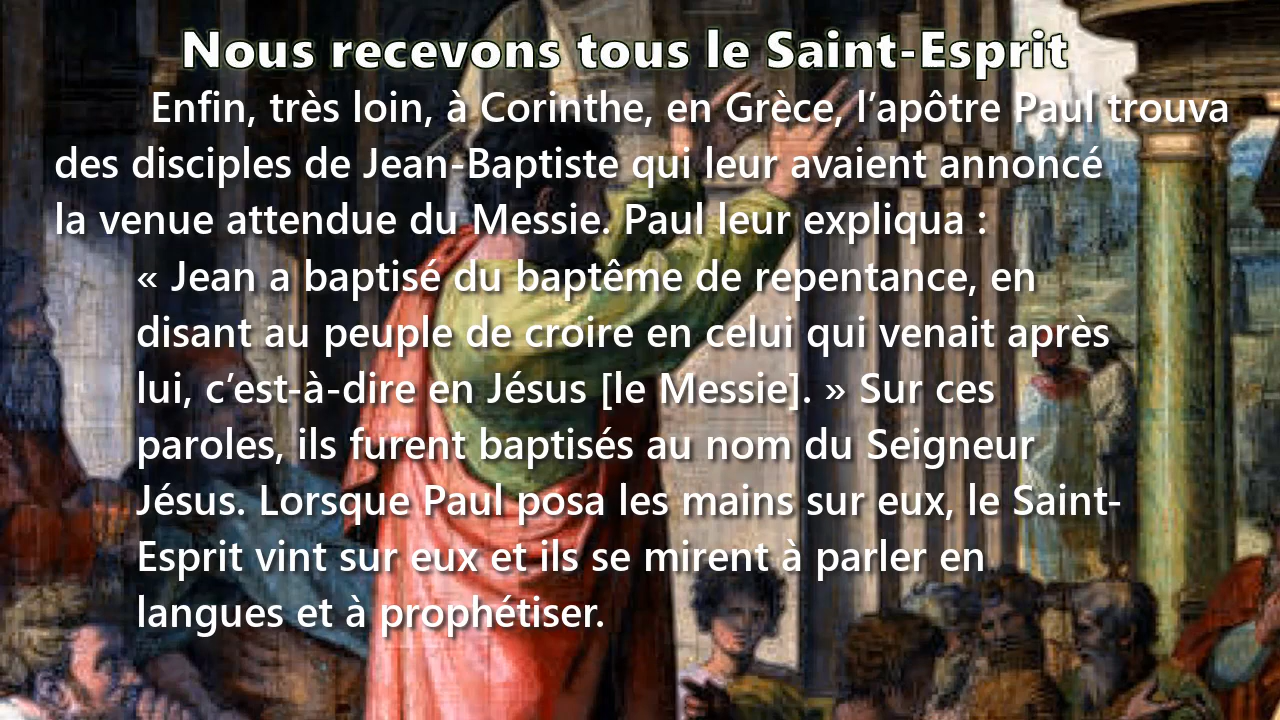 Nous recevons tous le Saint-Esprit
Enfin, très loin, à Corinthe, en Grèce, l’apôtre Paul trouva
des disciples de Jean-Baptiste qui leur avaient annoncé
la venue attendue du Messie. Paul leur expliqua :
« Jean a baptisé du baptême de repentance, en
disant au peuple de croire en celui qui venait après
lui, c’est-à-dire en Jésus [le Messie]. » Sur ces
paroles, ils furent baptisés au nom du Seigneur
Jésus. Lorsque Paul posa les mains sur eux, le Saint-
Esprit vint sur eux et ils se mirent à parler en
langues et à prophétiser.